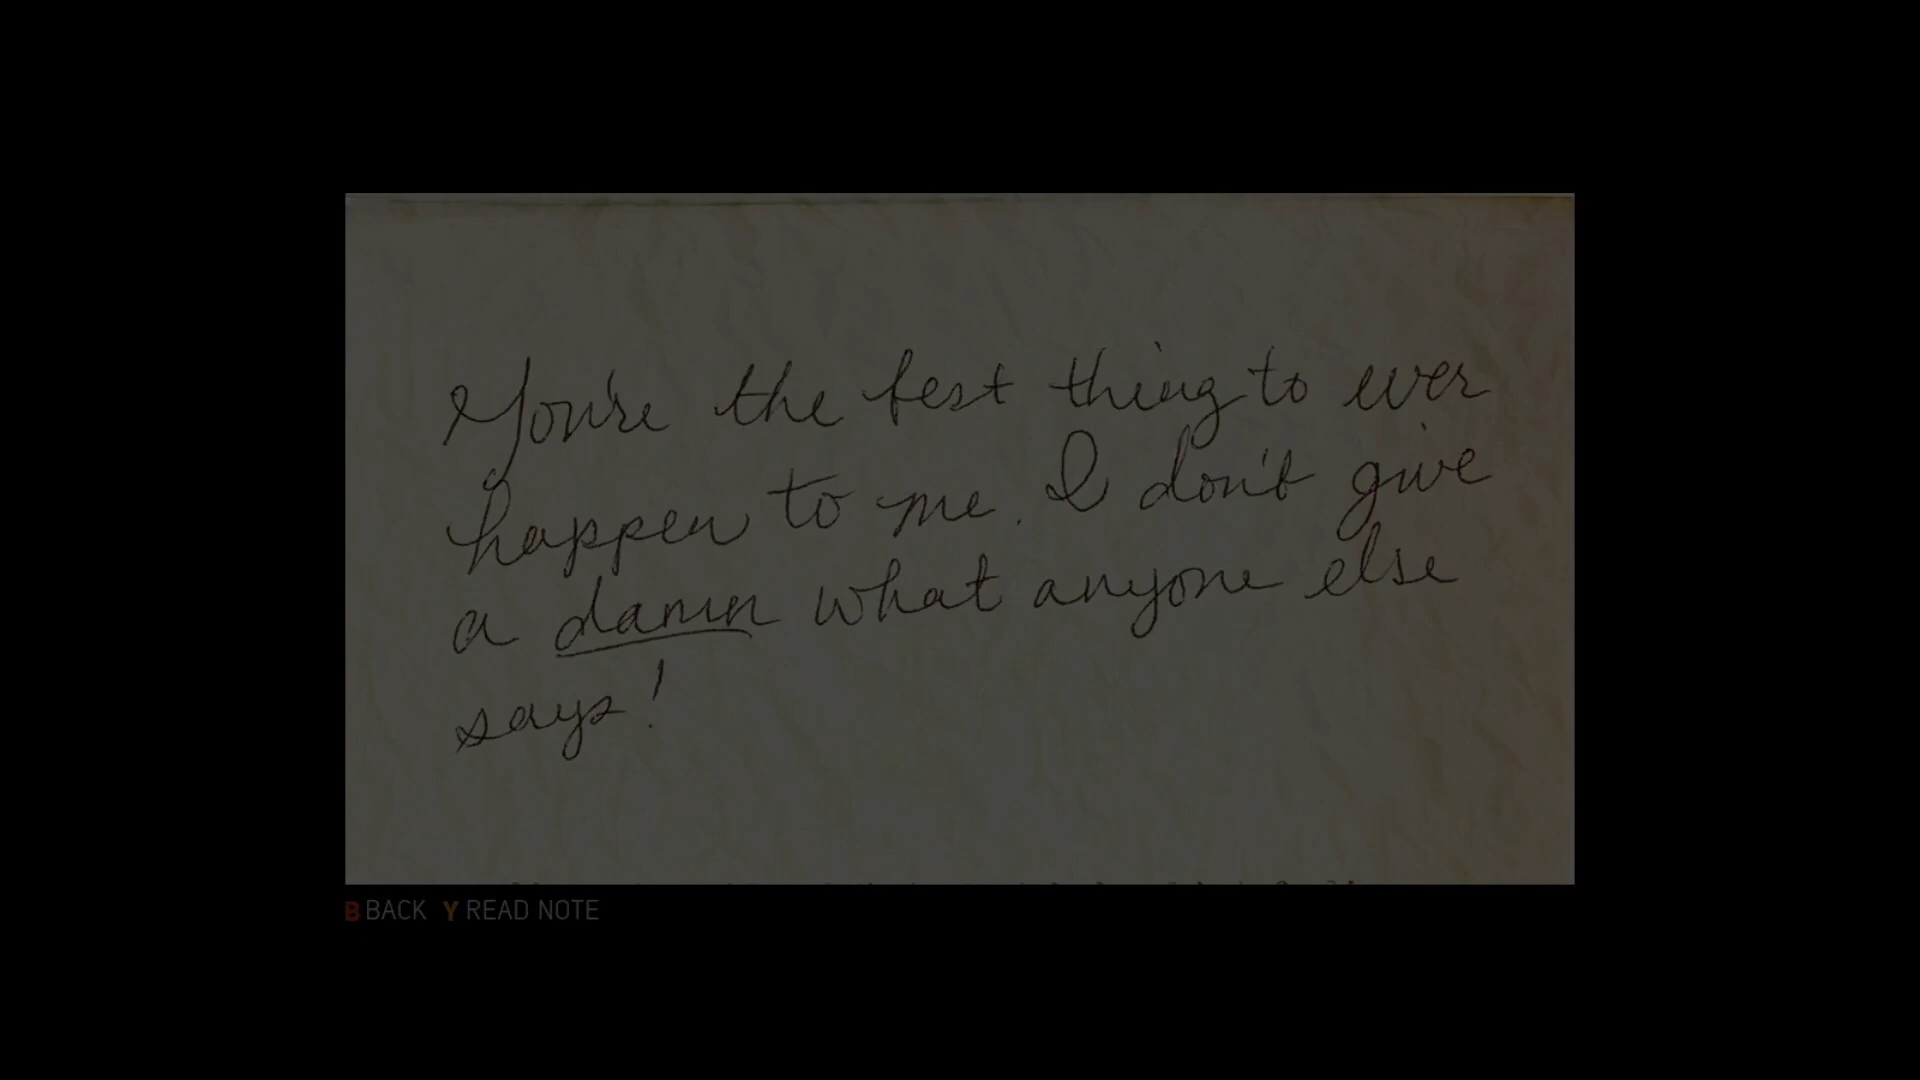 You're the best thing to ever
happen to me. I don't give
a damn what anyone else
says!
B BACK Y READ NOTE